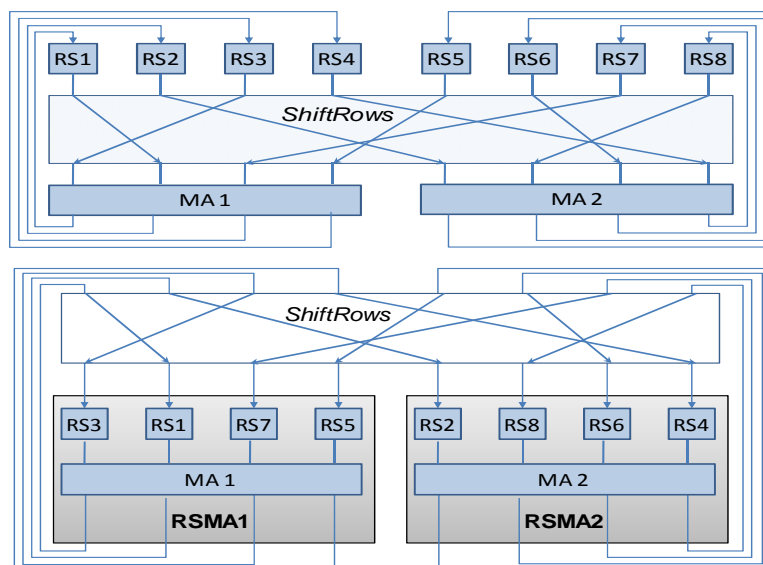 RS1 RS2 RS3 RS4 RS5 RS6 RS7 RS8
ShiftRows
MA 1 MA 2
ShiftRows
RS3 RS1 RS7 RS5 RS2 RS8 RS6 RS4
MA 1 MA 2
RSMA1 RSMA2